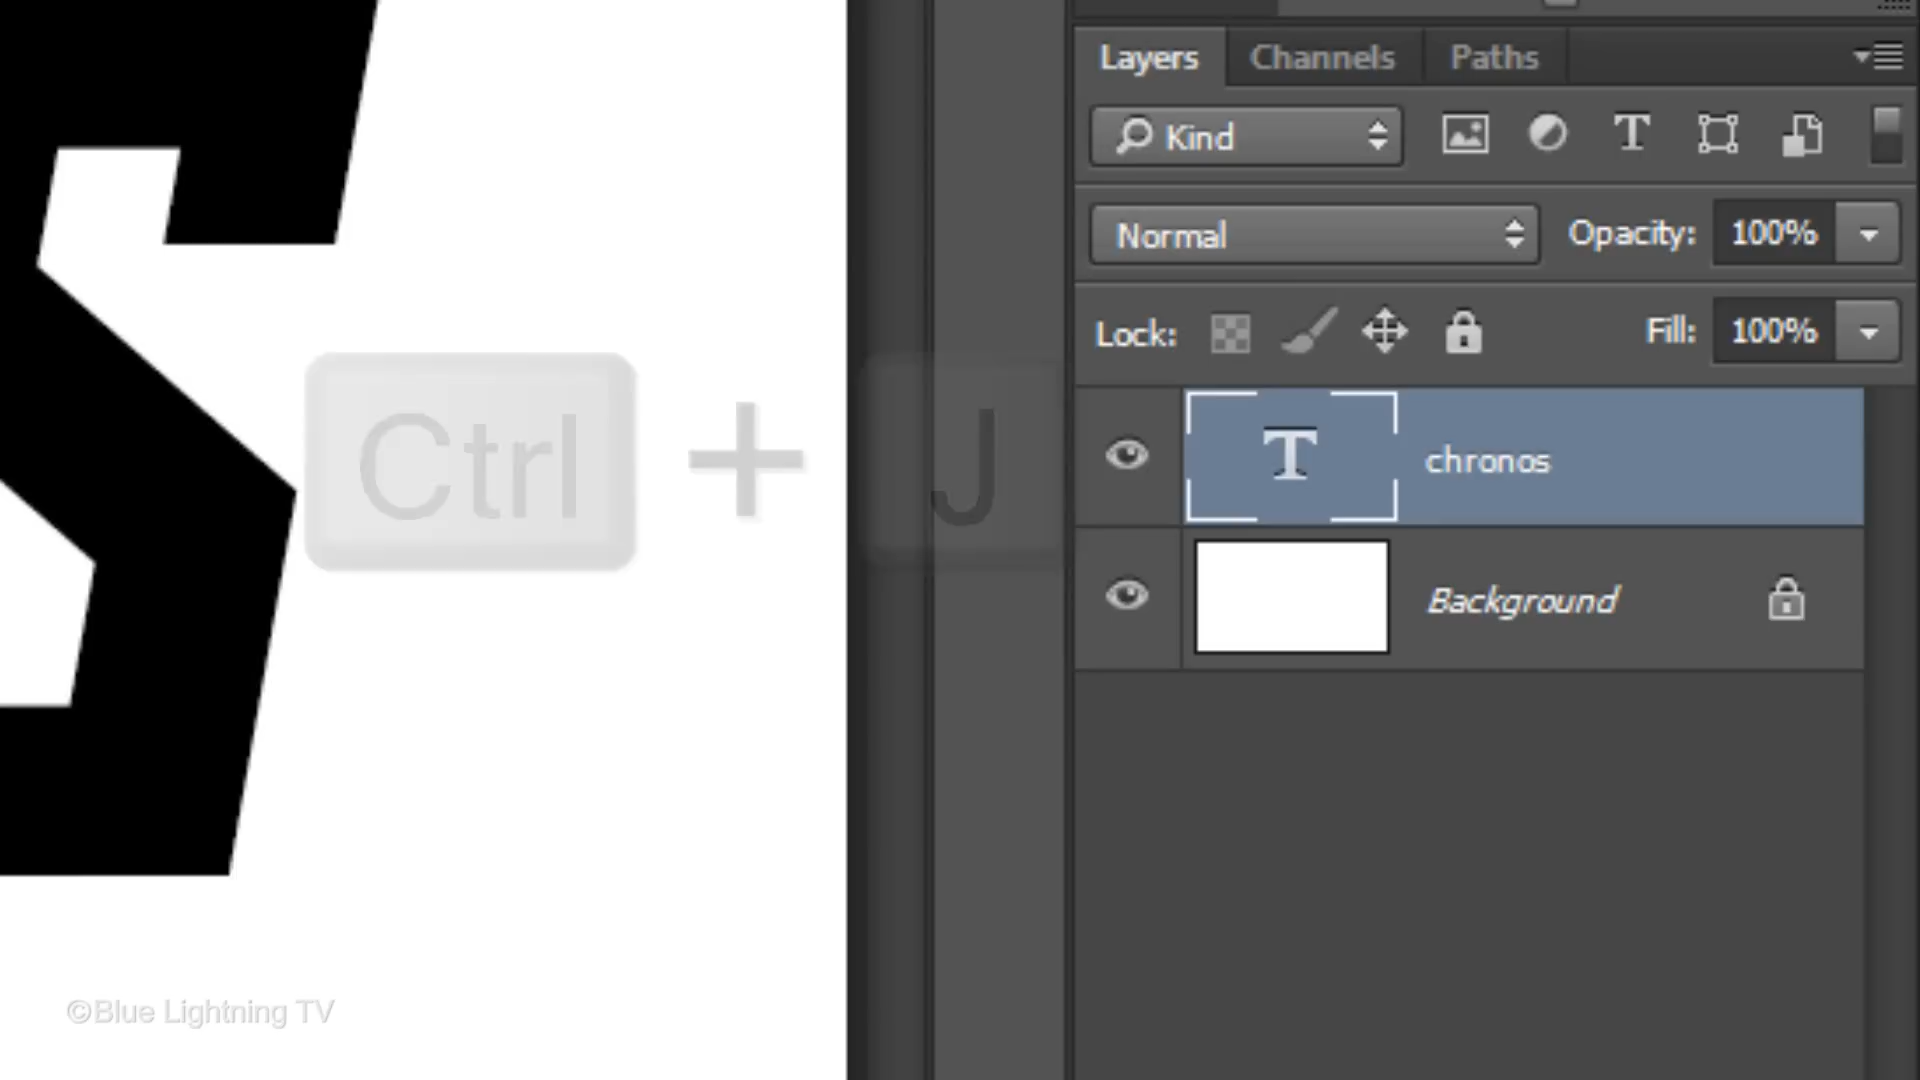 S
Layers Channels Paths
Kind
T
Normal Opacity: 100%
Lock: Fill: 100%
Ctrl + J
T chronos
Background
©Blue Lightning TV